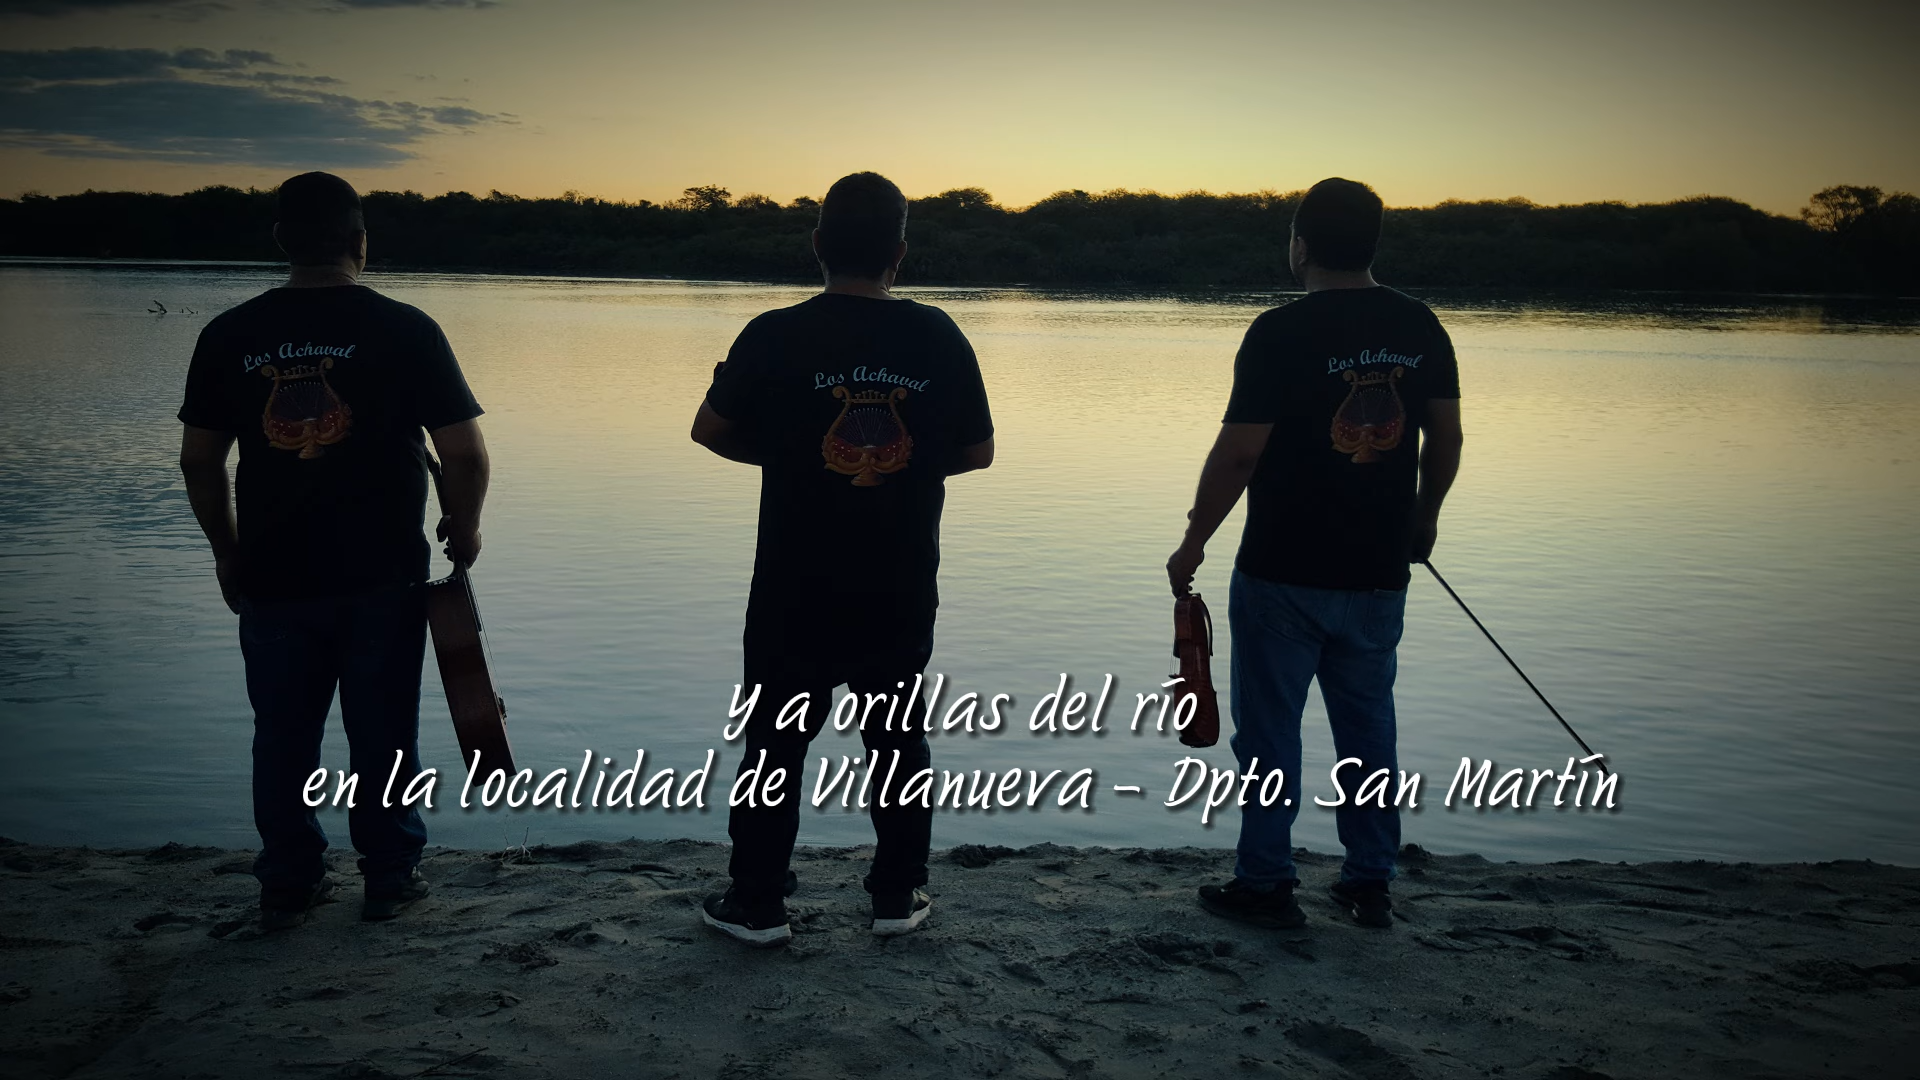 Los Achaval
Los Achaval
Los Achaval
y a orillas del río
en la localidad de Villanueva - Dpto. San Martín